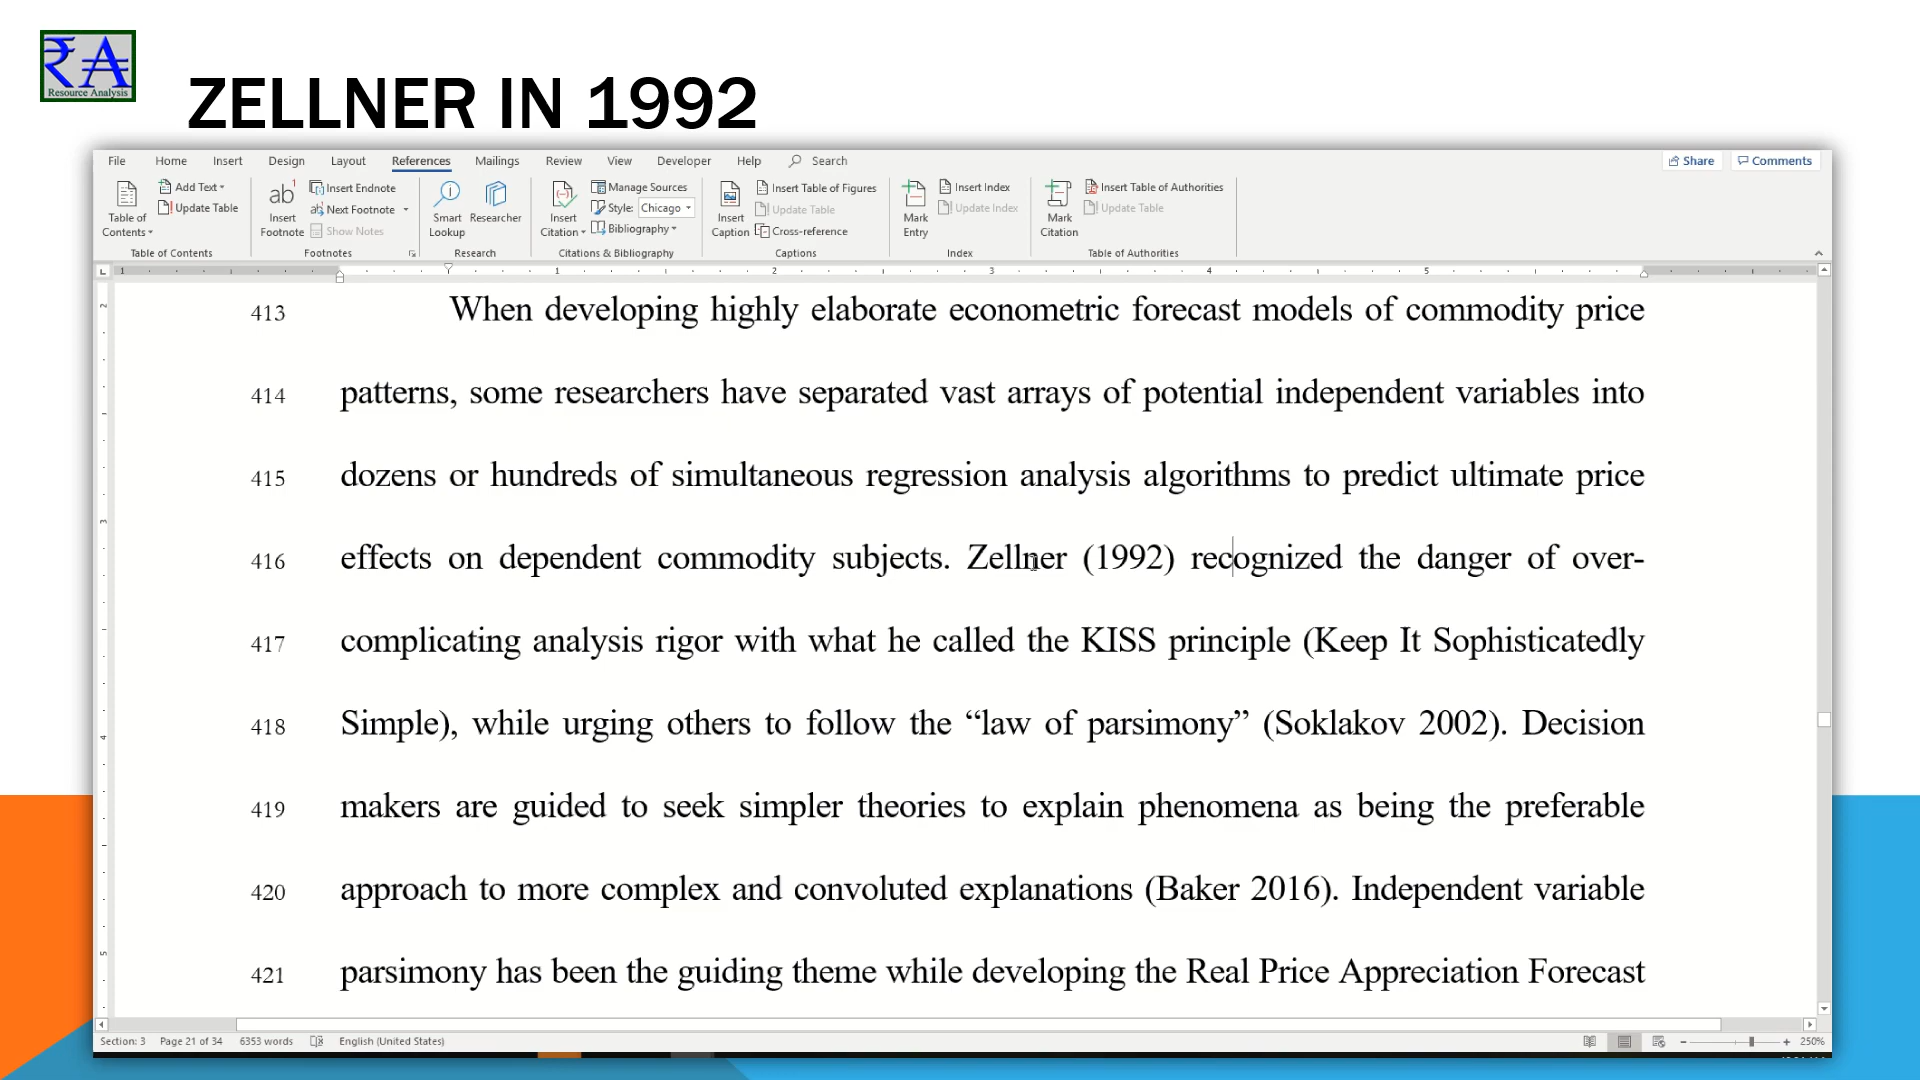 ₹A
Resource Analysis
ZELLNER IN 1992
File Home Insert Design Layout References Mailings Review View Developer Help Search Share Comments
Table of Contents Add Text Update Table
Table of Contents
ab1 Insert Footnote Insert Endnote Next Footnote Show Notes
Footnotes
Smart Lookup Researcher
Research
Insert Citation Manage Sources Style: Chicago Bibliography
Citations & Bibliography
Insert Caption Insert Table of Figures Update Table Cross-reference
Captions
Mark Entry Insert Index Update Index
Index
Mark Citation Insert Table of Authorities Update Table
Table of Authorities
1 1 2 3 4 5
413 When developing highly elaborate econometric forecast models of commodity price
414 patterns, some researchers have separated vast arrays of potential independent variables into
415 dozens or hundreds of simultaneous regression analysis algorithms to predict ultimate price
416 effects on dependent commodity subjects. Zellner (1992) recognized the danger of over-
417 complicating analysis rigor with what he called the KISS principle (Keep It Sophisticatedly
418 Simple), while urging others to follow the “law of parsimony” (Soklakov 2002). Decision
419 makers are guided to seek simpler theories to explain phenomena as being the preferable
420 approach to more complex and convoluted explanations (Baker 2016). Independent variable
421 parsimony has been the guiding theme while developing the Real Price Appreciation Forecast
Section: 3 Page 21 of 34 6353 words English (United States) 250%